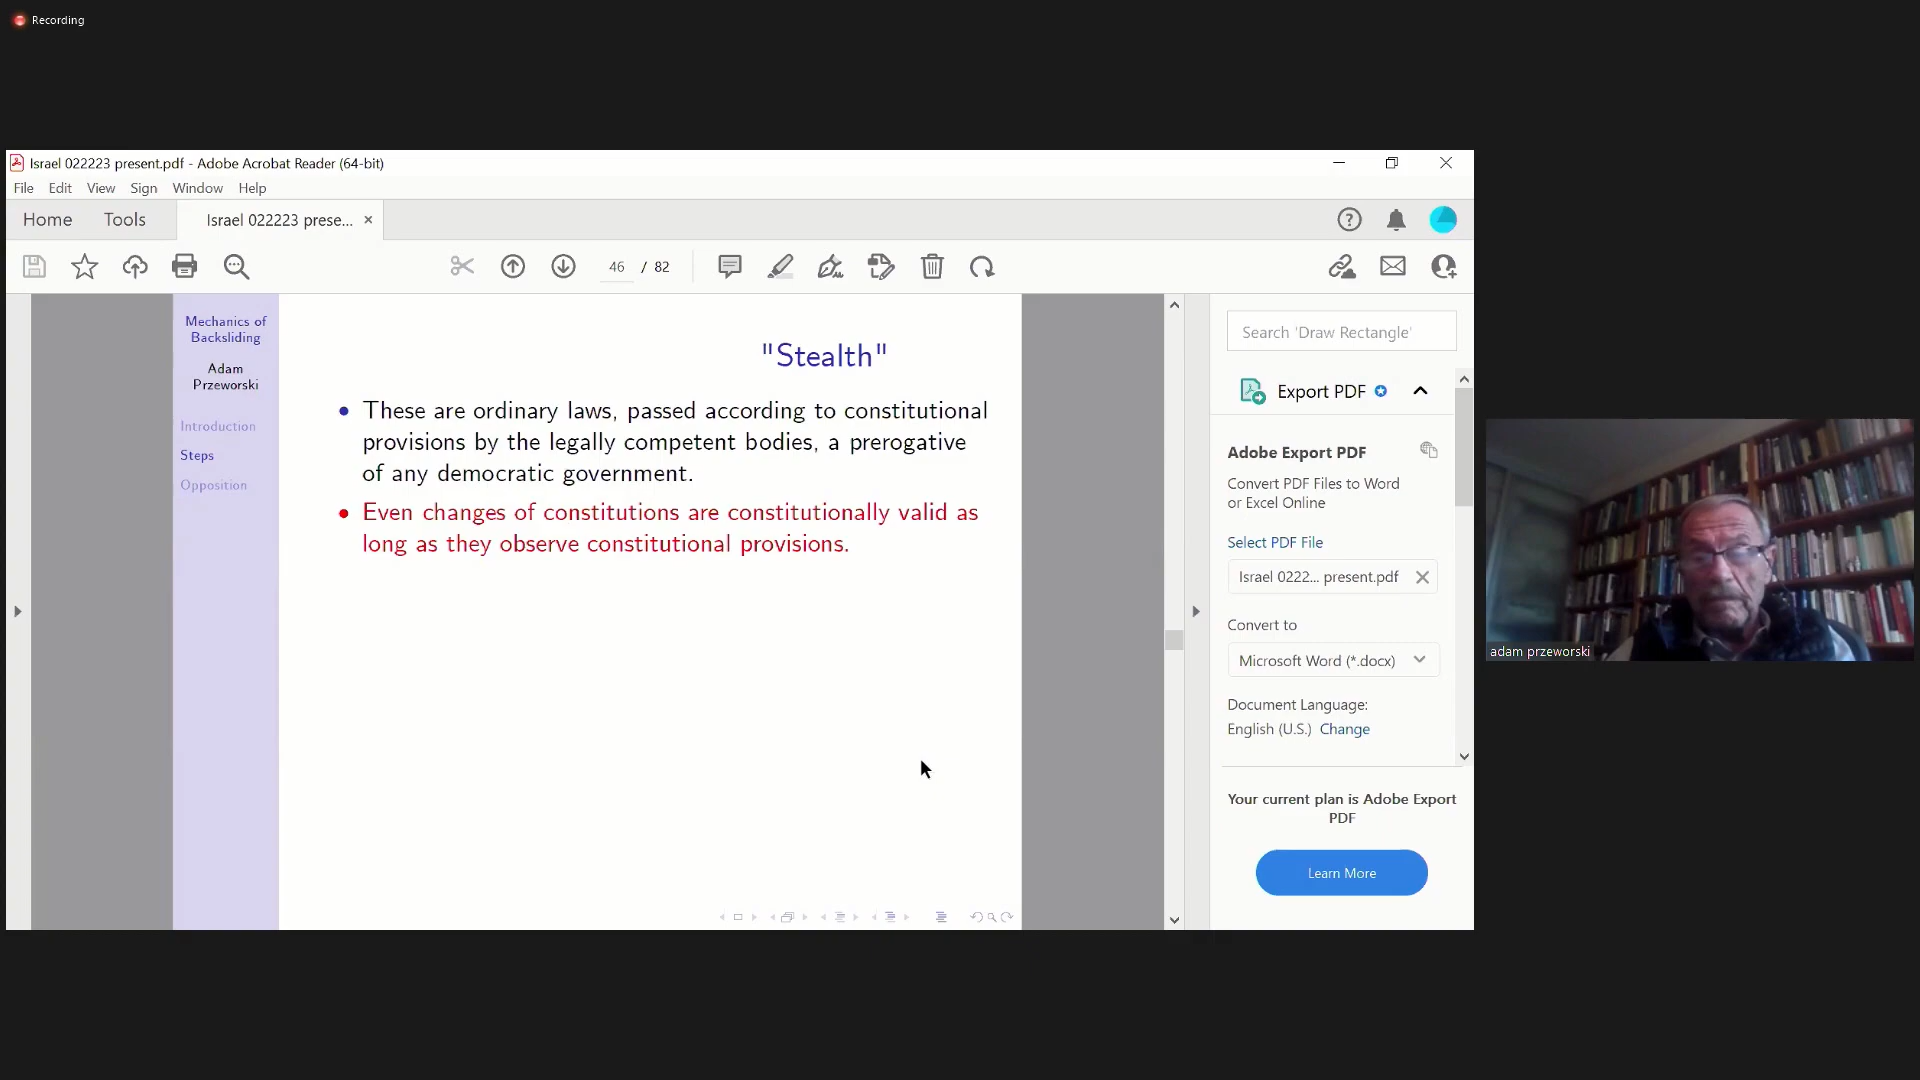 Recording
Israel 022223 present.pdf - Adobe Acrobat Reader (64-bit)
File Edit View Sign Window Help
Home Tools Israel 022223 prese... ×
46 / 82
Mechanics of
Backsliding
Adam
Przeworski
Introduction
Steps
Opposition
"Stealth"
• These are ordinary laws, passed according to constitutional
provisions by the legally competent bodies, a prerogative
of any democratic government.
• Even changes of constitutions are constitutionally valid as
long as they observe constitutional provisions.
Search 'Draw Rectangle'
Export PDF
Adobe Export PDF
Convert PDF Files to Word
or Excel Online
Select PDF File
Israel 0222... present.pdf
Convert to
Microsoft Word (*.docx)
Document Language:
English (U.S.) Change
Your current plan is Adobe Export
PDF
Learn More
adam przeworski